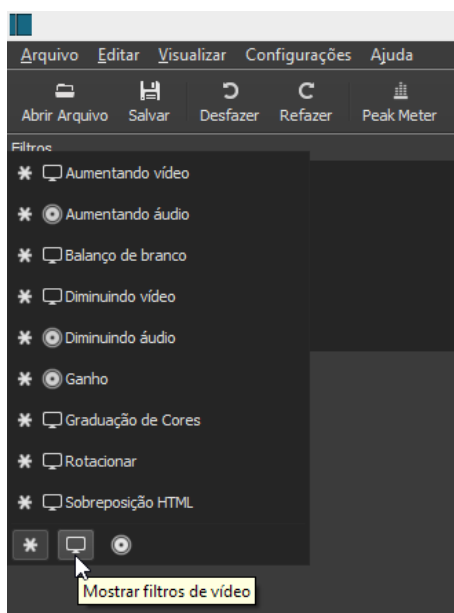 Arquivo Editar Visualizar Configurações Ajuda
Abrir Arquivo Salvar Desfazer Refazer Peak Meter
Filtros
Aumentando vídeo
Aumentando áudio
Balanço de branco
Diminuindo vídeo
Diminuindo áudio
Ganho
Graduação de Cores
Rotacionar
Sobreposição HTML
Mostrar filtros de vídeo